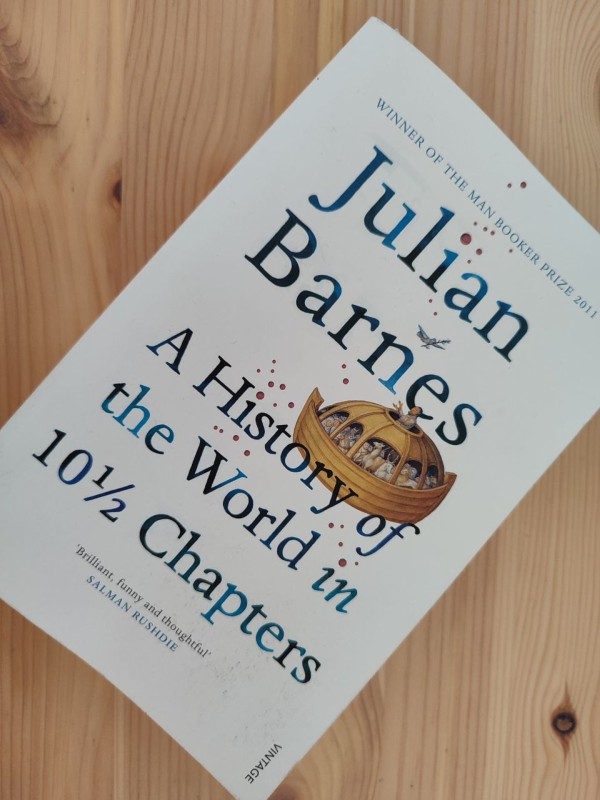 WINNER OF THE MAN BOOKER PRIZE 2011
Julian
Barnes
A History of
the World in
10½ Chapters
'Brilliant, funny and thoughtful'
SALMAN RUSHDIE
VINTAGE